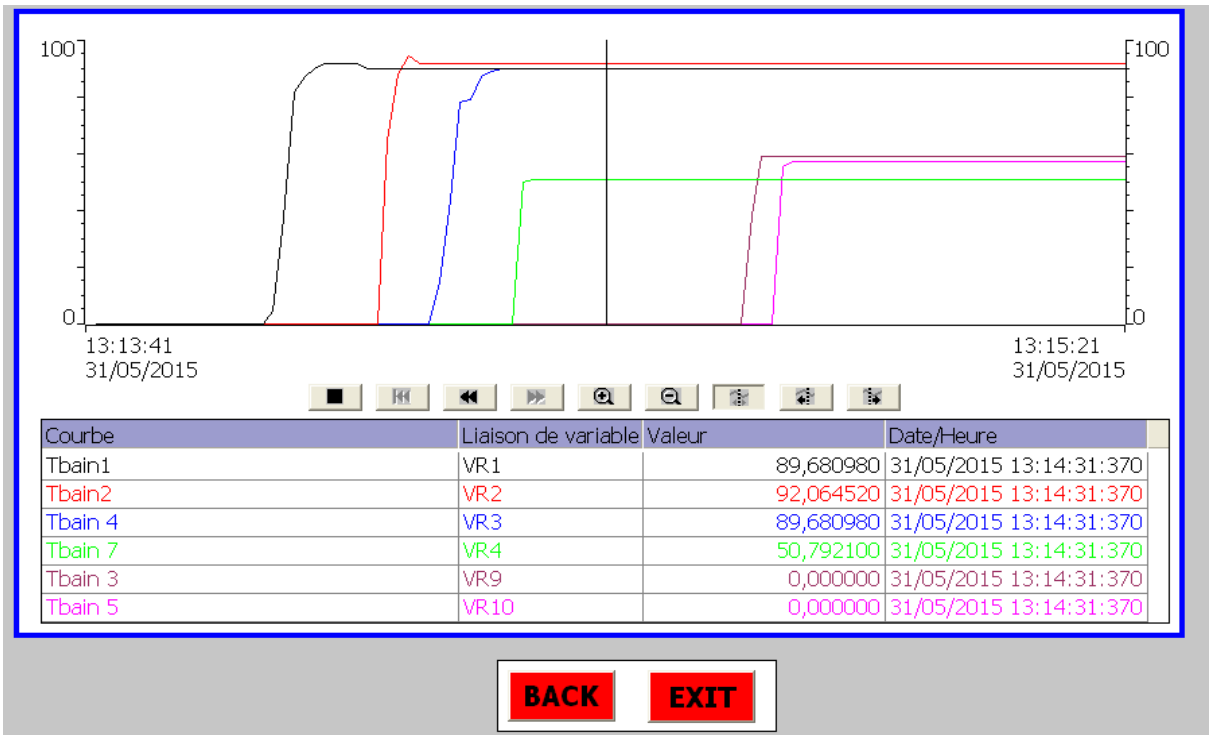 100 100
0 0
13:13:41 13:15:21
31/05/2015 31/05/2015
Courbe Liaison de variable Valeur Date/Heure
Tbain1 VR1 89,680980 31/05/2015 13:14:31:370
Tbain2 VR2 92,064520 31/05/2015 13:14:31:370
Tbain 4 VR3 89,680980 31/05/2015 13:14:31:370
Tbain 7 VR4 50,792100 31/05/2015 13:14:31:370
Tbain 3 VR9 0,000000 31/05/2015 13:14:31:370
Tbain 5 VR10 0,000000 31/05/2015 13:14:31:370
BACK EXIT